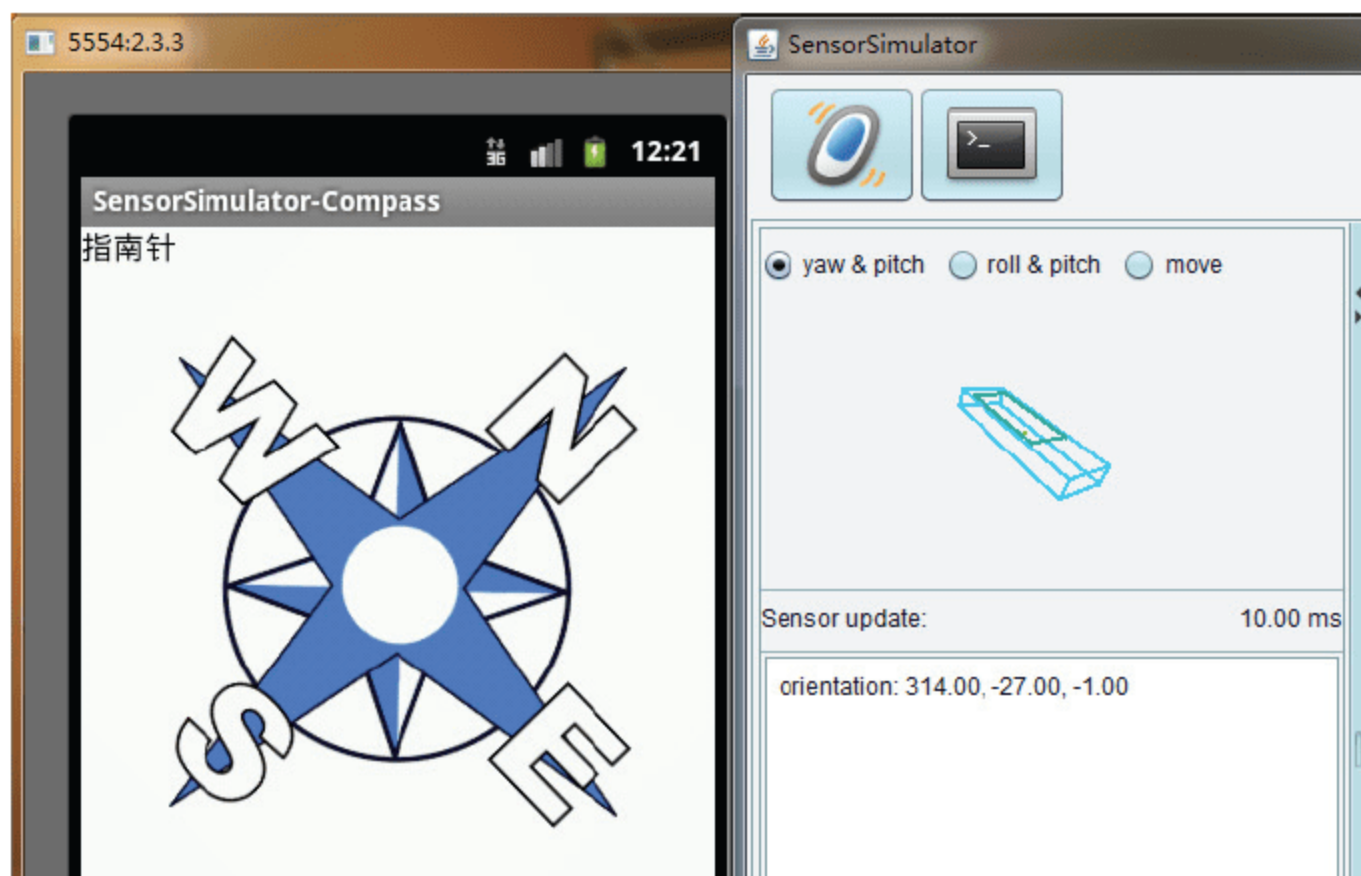 5554:2.3.3
3G
12:21
SensorSimulator-Compass
指南针
W
N
S
E
SensorSimulator
>_
yaw & pitch roll & pitch move
Sensor update: 10.00 ms
orientation: 314.00, -27.00, -1.00